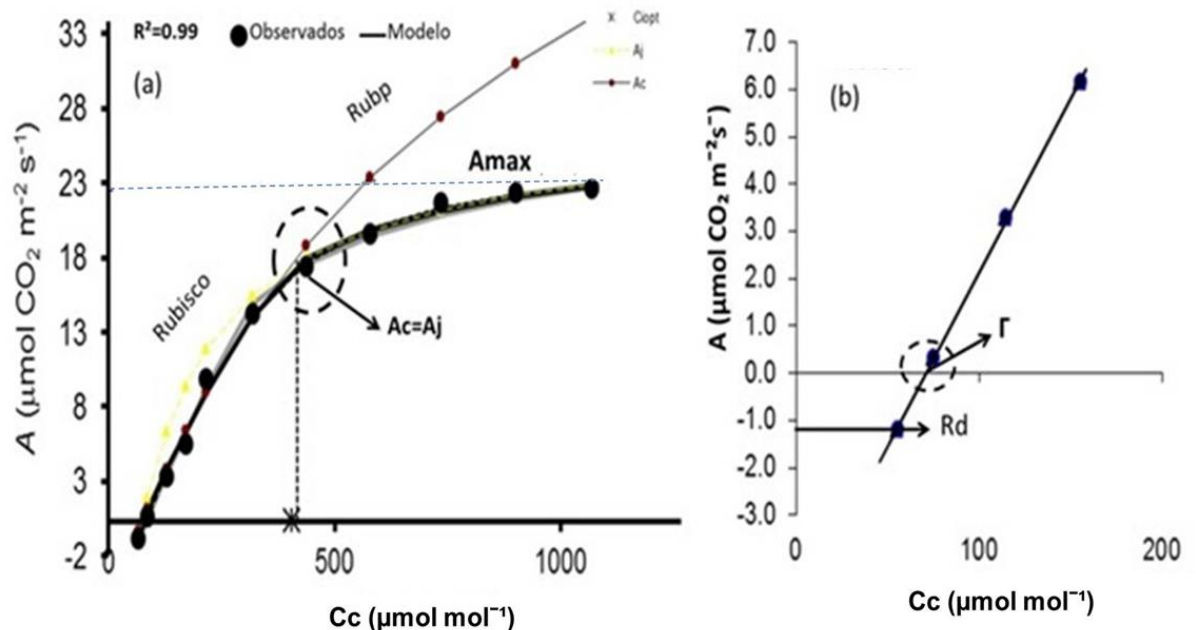 33
28
23
18
13
8
3
-2
A (μmol CO₂ m⁻² s⁻¹)
R²=0.99
Observados
Modelo
(a)
Rubp
Rubisco
Amax
Ac=Aj
Ciopt
Aj
Ac
0
500
1000
Cc (μmol mol⁻¹)
7.0
6.0
5.0
4.0
3.0
2.0
1.0
0.0
-1.0
-2.0
-3.0
A (μmol CO₂ m⁻²s⁻)
(b)
Γ
Rd
0
100
200
Cc (μmol mol⁻¹)